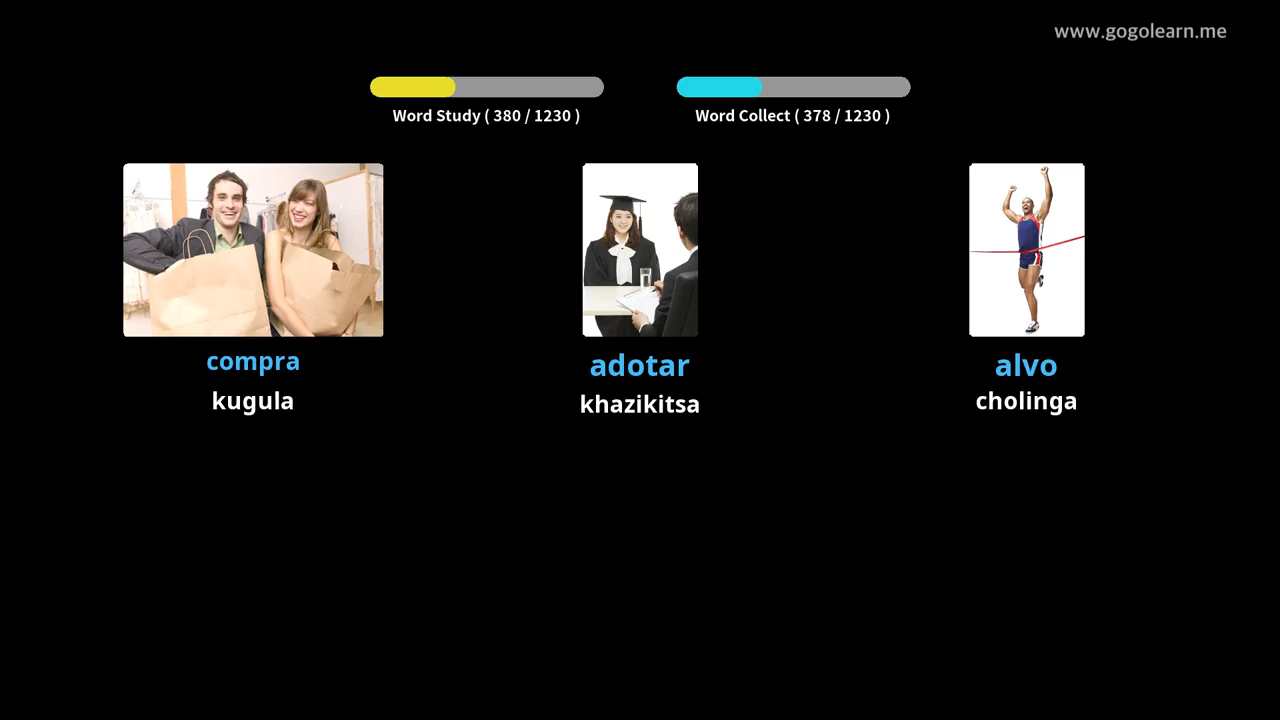 www.gogolearn.me
Word Study ( 380 / 1230 )
Word Collect ( 378 / 1230 )
compra
kugula
adotar
khazikitsa
alvo
cholinga